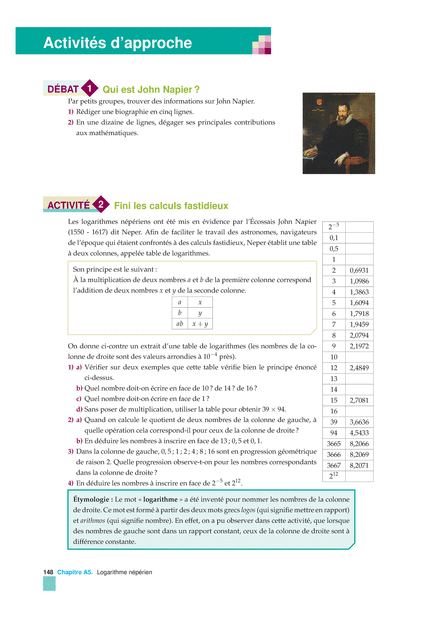 Activités d'approche
DÉBAT 1 Qui est John Napier ?
Par petits groupes, trouver des informations sur John Napier.
1) Rédiger une biographie en cinq lignes.
2) En une dizaine de lignes, dégager ses principales contributions
aux mathématiques.
ACTIVITÉ 2 Fini les calculs fastidieux
Les logarithmes népériens ont été mis en évidence par l'Écossais John Napier
(1550 - 1617) dit Neper. Afin de faciliter le travail des astronomes, navigateurs
de l'époque qui étaient confrontés à des calculs fastidieux, Neper établit une table
à deux colonnes, appelée table de logarithmes.
Son principe est le suivant :
À la multiplication de deux nombres a et b de la première colonne correspond
l'addition de deux nombres x et y de la seconde colonne.
a x
b y
ab x + y
On donne ci-contre un extrait d'une table de logarithmes (les nombres de la co-
lonne de droite sont des valeurs arrondies à 10⁻⁴ près).
1) a) Vérifier sur deux exemples que cette table vérifie bien le principe énoncé
ci-dessus.
b) Quel nombre doit-on écrire en face de 10 ? de 14 ? de 16 ?
c) Quel nombre doit-on écrire en face de 1 ?
d) Sans poser de multiplication, utiliser la table pour obtenir 39 × 94.
2) a) Quand on calcule le quotient de deux nombres de la colonne de gauche, à
quelle opération cela correspond-il pour ceux de la colonne de droite ?
b) En déduire les nombres à inscrire en face de 13 ; 0,5 et 0,1.
3) Dans la colonne de gauche, 0,5 ; 1 ; 2 ; 4 ; 8 ; 16 sont en progression géométrique
de raison 2. Quelle progression observe-t-on pour les nombres correspondants
dans la colonne de droite ?
4) En déduire les nombres à inscrire en face de 2⁻⁵ et 2¹².
2⁻⁵
0,1
0,5
1
2 0,6931
3 1,0986
4 1,3863
5 1,6094
6 1,7918
7 1,9459
8 2,0794
9 2,1972
10
12 2,4849
13
14
15 2,7081
16
39 3,6636
94 4,5433
3665 8,2066
3666 8,2069
3667 8,2071
2¹²
Étymologie : Le mot « logarithme » a été inventé pour nommer les nombres de la colonne
de droite. Ce mot est formé à partir des deux mots grecs logos (qui signifie mettre en rapport)
et arithmos (qui signifie nombre). En effet, on a pu observer dans cette activité, que lorsque
des nombres de gauche sont dans un rapport constant, ceux de la colonne de droite sont à
différence constante.
148 Chapitre A5. Logarithme népérien